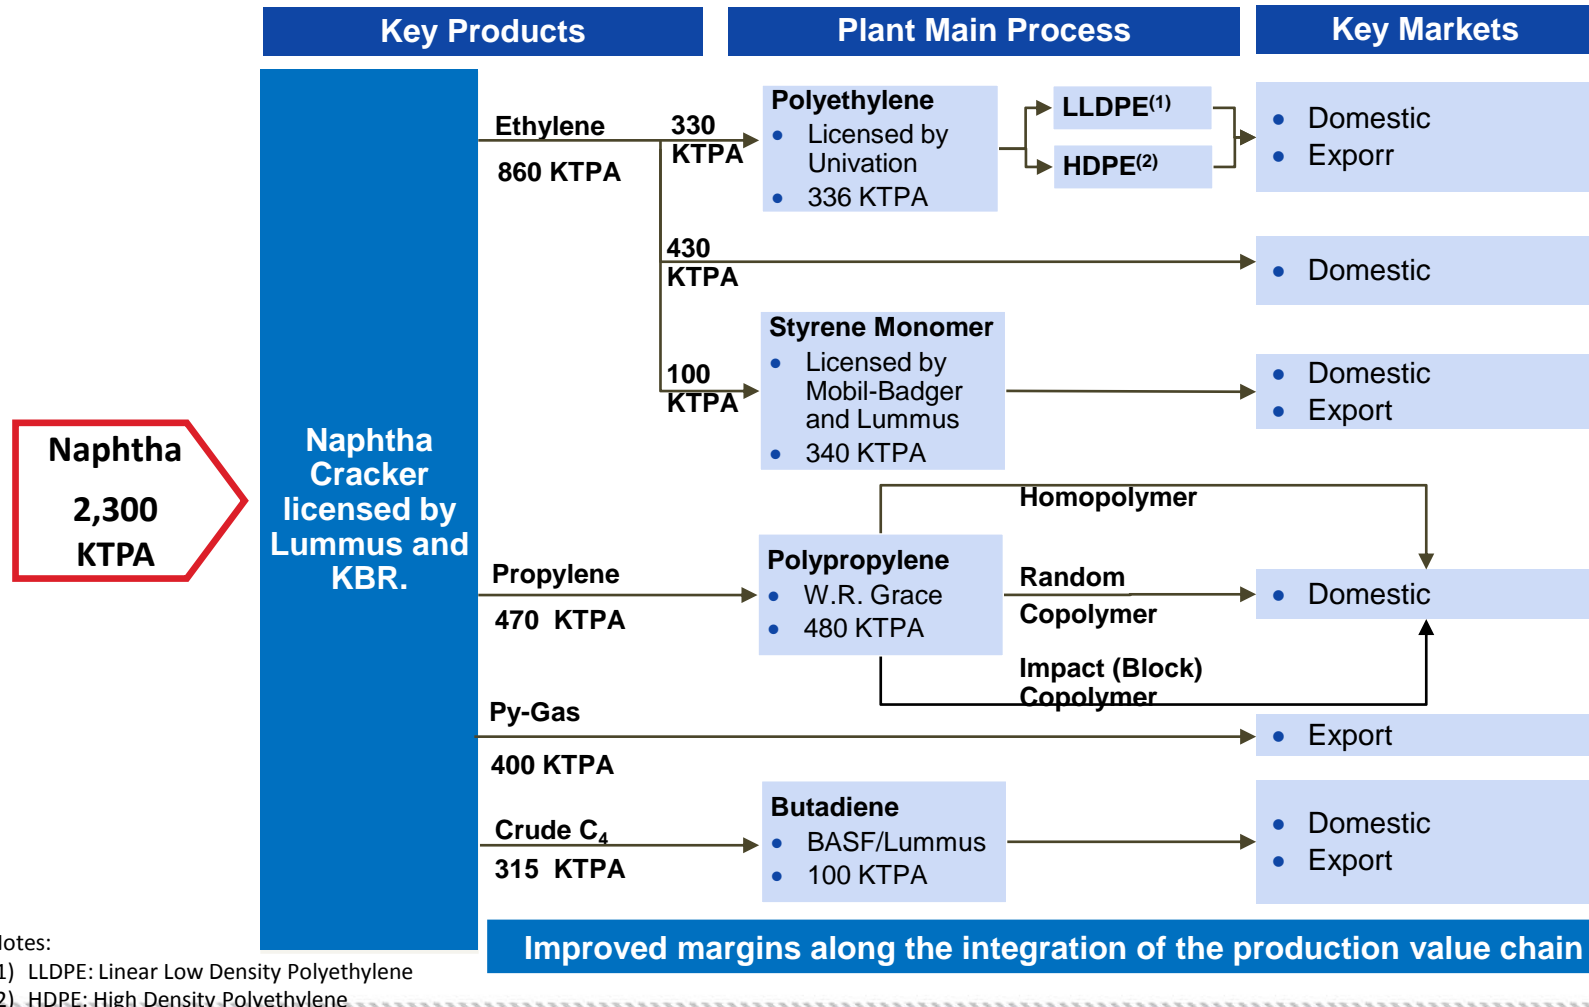 Key Products
Plant Main Process
Key Markets
Naphtha
2,300
KTPA
Naphtha
Cracker
licensed by
Lummus and
KBR.
Ethylene
860 KTPA
330
KTPA
Polyethylene
• Licensed by
Univation
• 336 KTPA
LLDPE(1)
HDPE(2)
• Domestic
• Exporr
430
KTPA
• Domestic
100
KTPA
Styrene Monomer
• Licensed by
Mobil-Badger
and Lummus
• 340 KTPA
• Domestic
• Export
Propylene
470 KTPA
Polypropylene
• W.R. Grace
• 480 KTPA
Homopolymer
Random
Copolymer
Impact (Block)
Copolymer
• Domestic
Py-Gas
400 KTPA
• Export
Crude C4
315 KTPA
Butadiene
• BASF/Lummus
• 100 KTPA
• Domestic
• Export
Improved margins along the integration of the production value chain
lotes:
1) LLDPE: Linear Low Density Polyethylene
2) HDPE: High Density Polyethylene